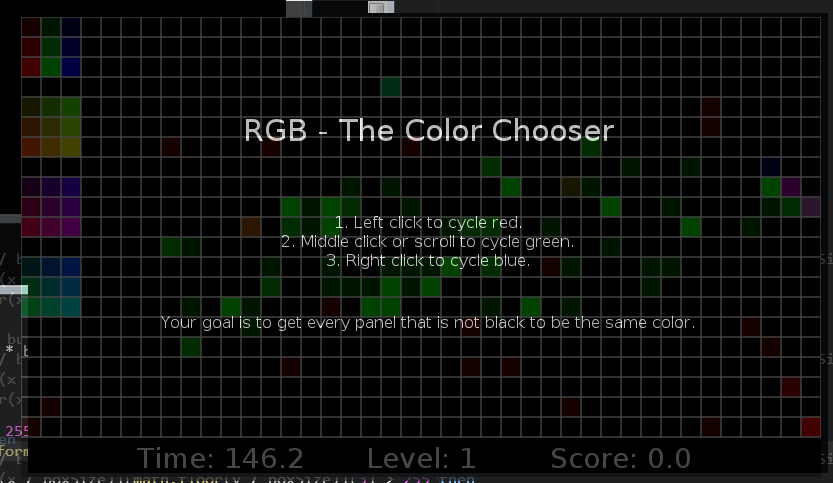 RGB - The Color Chooser
1. Left click to cycle red.
2. Middle click or scroll to cycle green.
3. Right click to cycle blue.
Your goal is to get every panel that is not black to be the same color.
Time: 146.2 Level: 1 Score: 0.0